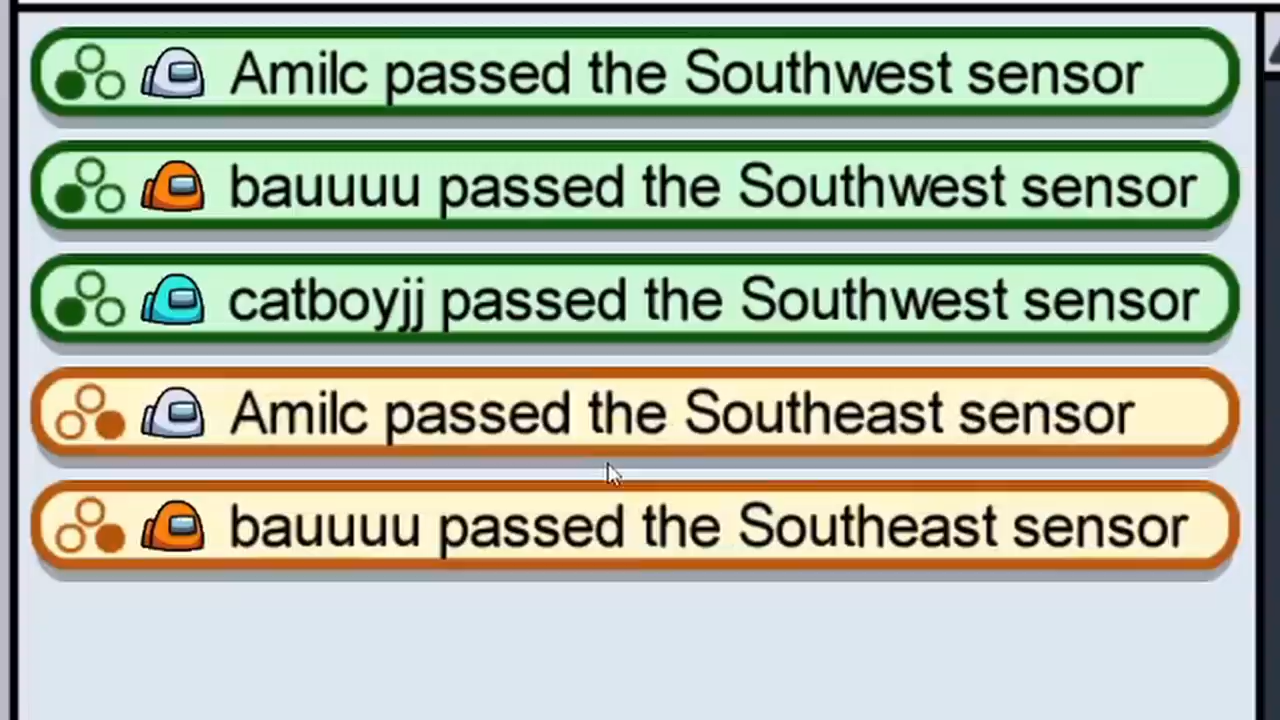 Amilc passed the Southwest sensor
bauuuu passed the Southwest sensor
catboyjj passed the Southwest sensor
Amilc passed the Southeast sensor
bauuuu passed the Southeast sensor